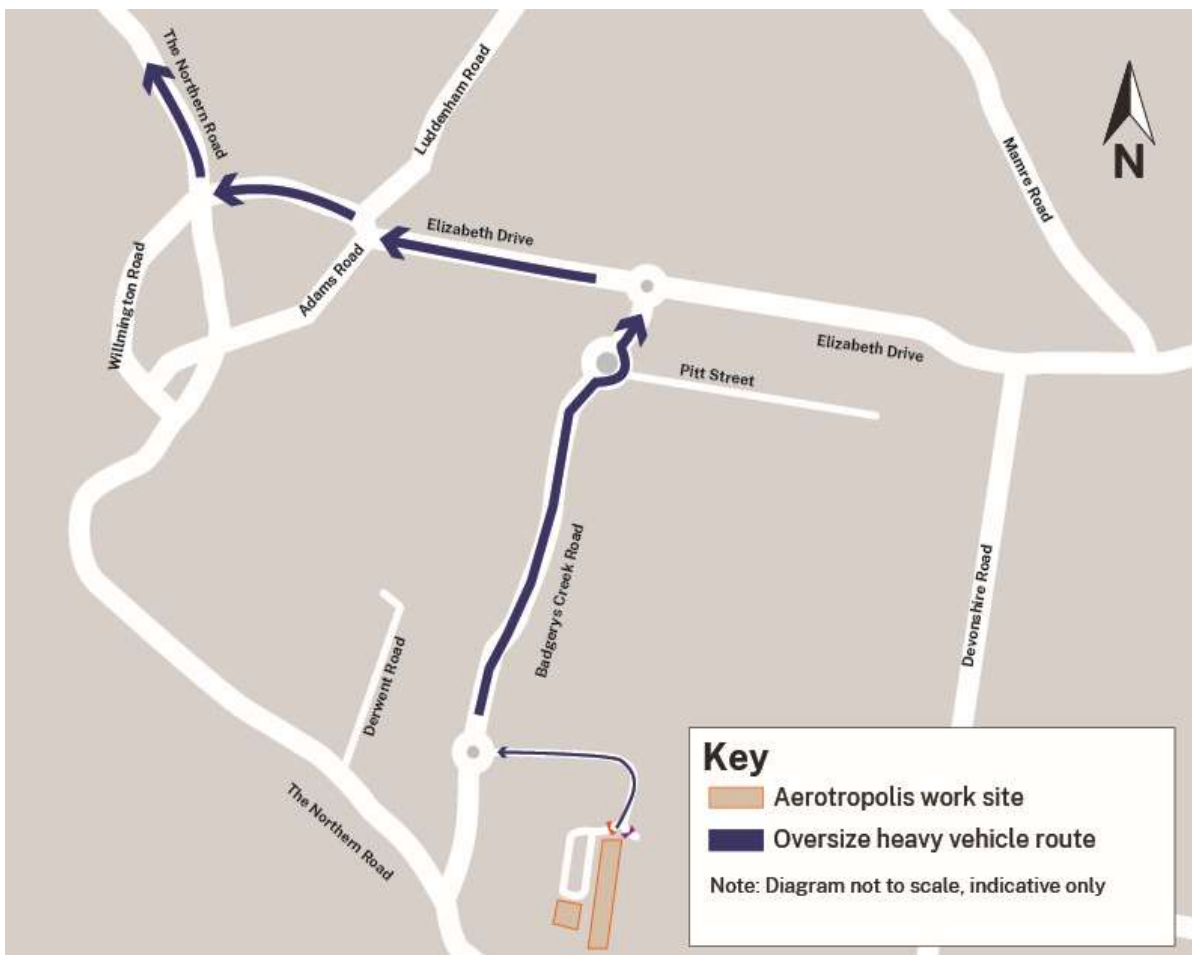 The Northern Road
Luddenham Road
N
Mamre Road
Elizabeth Drive
Willmington Road
Adams Road
Elizabeth Drive
Pitt Street
Badgerys Creek Road
Devonshire Road
Derwent Road
The Northern Road
Key
Aerotropolis work site
Oversize heavy vehicle route
Note: Diagram not to scale, indicative only